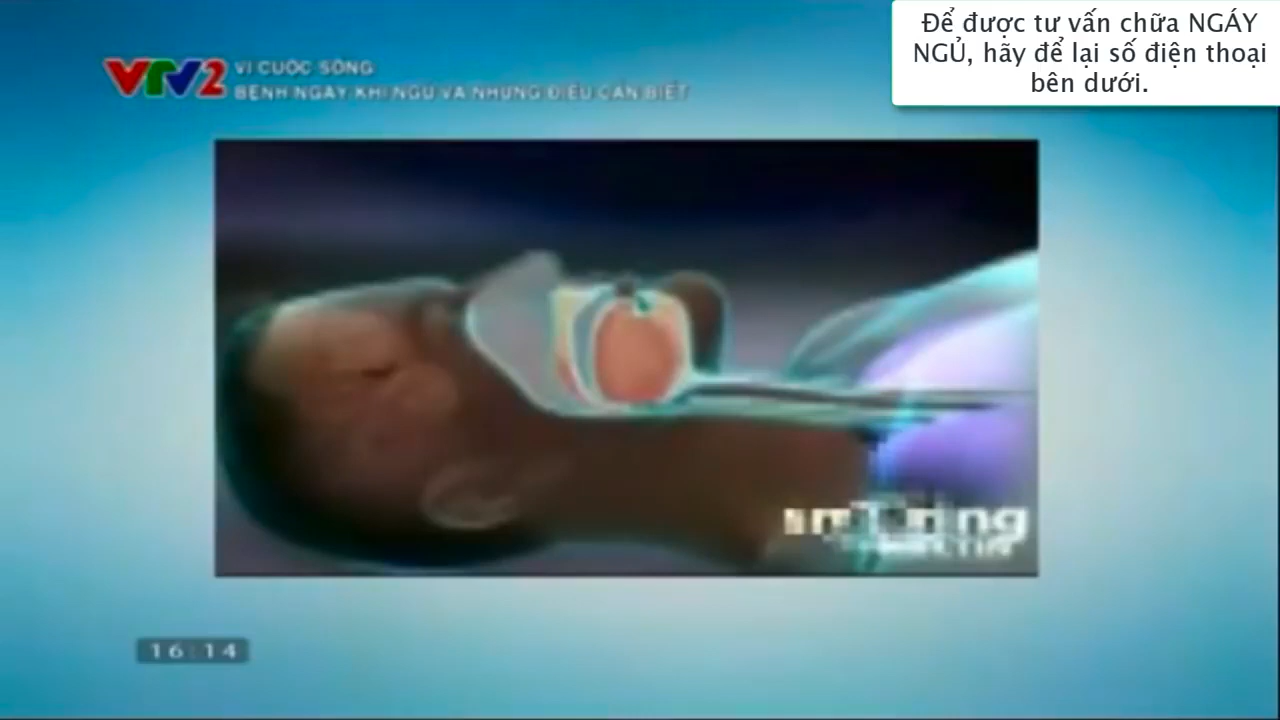 VTV2
VÌ CUỘC SỐNG
BỆNH NGÁY KHI NGỦ VÀ NHỮNG ĐIỀU CẦN BIẾT
Để được tư vấn chữa NGÁY
NGỦ, hãy để lại số điện thoại
bên dưới.
16:14